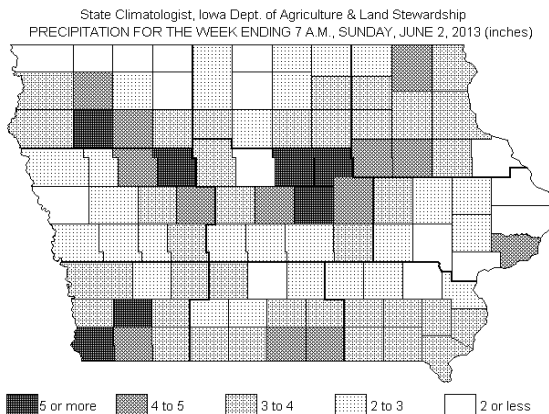 State Climatologist, Iowa Dept. of Agriculture & Land Stewardship
PRECIPITATION FOR THE WEEK ENDING 7 A.M., SUNDAY, JUNE 2, 2013 (inches)
5 or more 4 to 5 3 to 4 2 to 3 2 or less